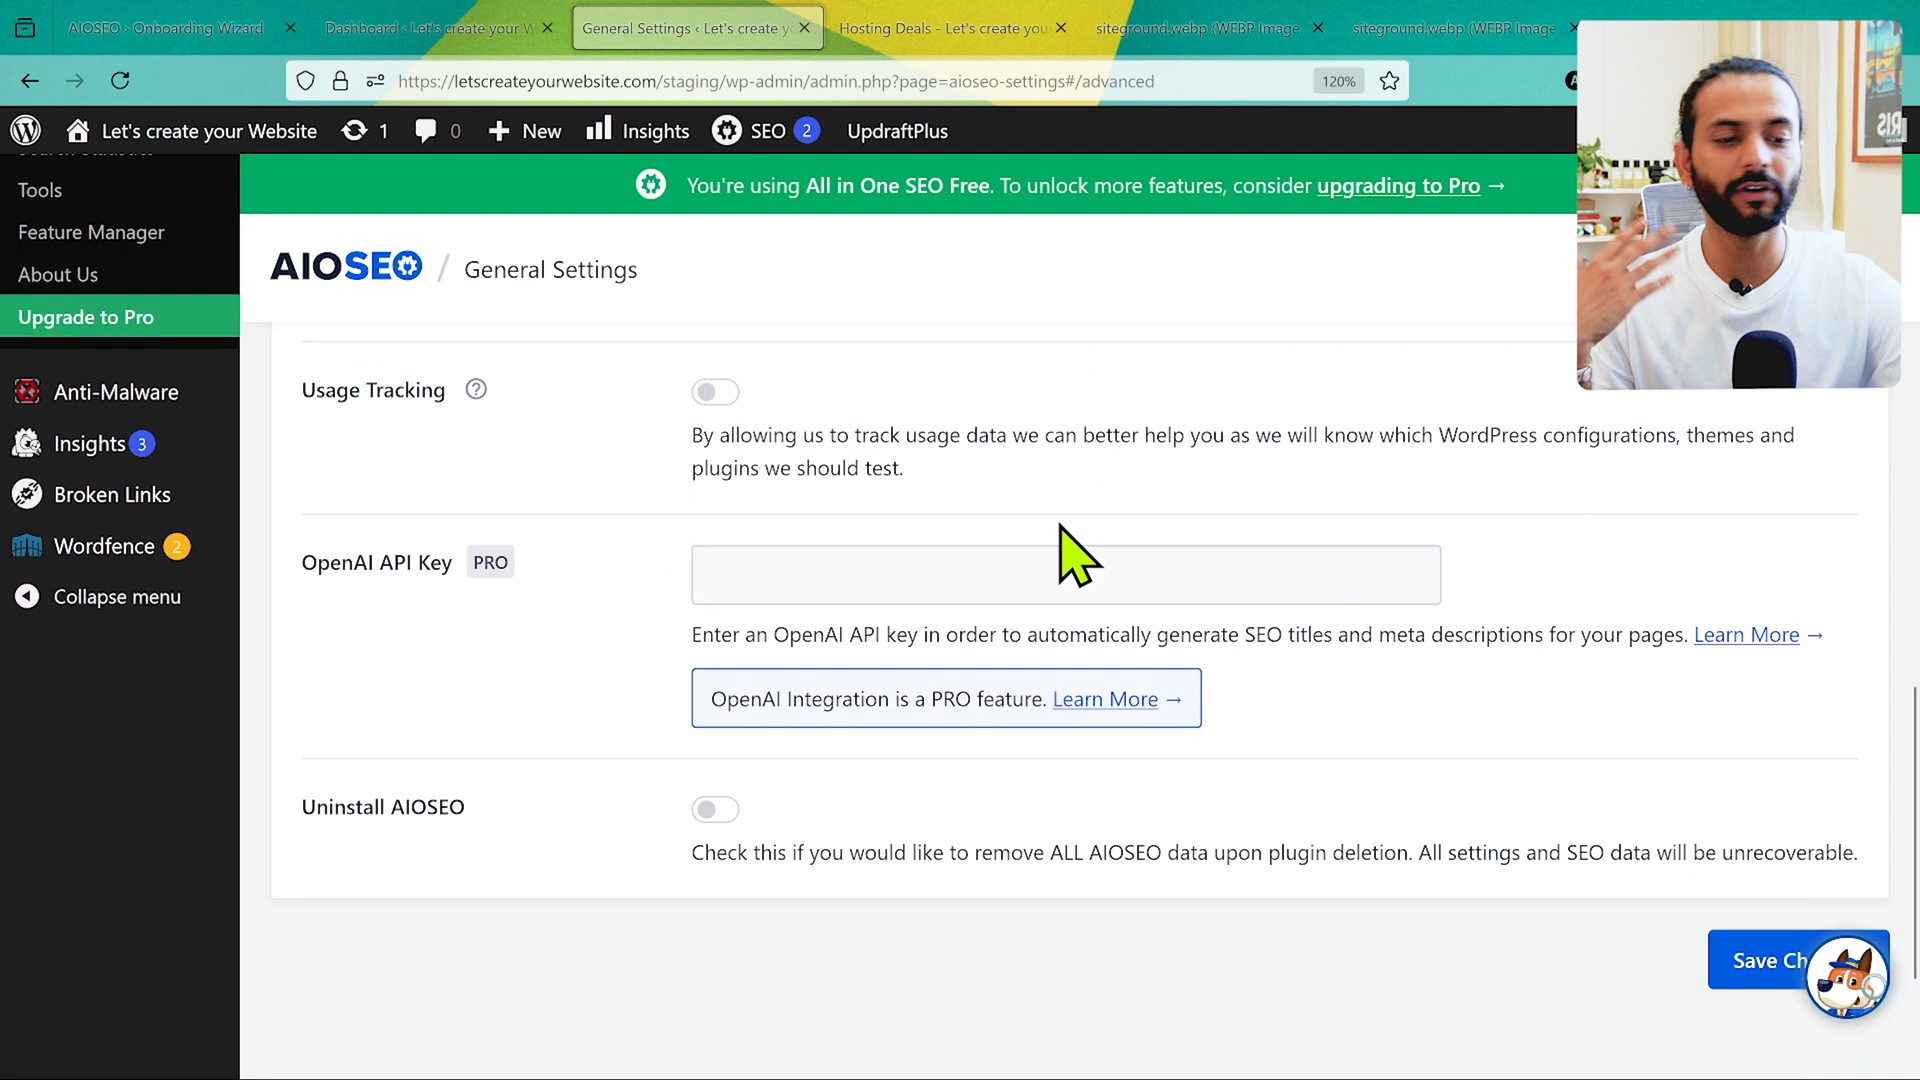 AIOSEO › Onboarding Wizard
Dashboard ‹ Let's create your W
General Settings ‹ Let's create yo
Hosting Deals - Let's create you
siteground.webp (WEBP Image
siteground.webp (WEBP Image
https://letscreateyourwebsite.com/staging/wp-admin/admin.php?page=aioseo-settings#/advanced
120%
Let's create your Website
1
0
New
Insights
SEO 2
UpdraftPlus
Tools
Feature Manager
About Us
Upgrade to Pro
Anti-Malware
Insights 3
Broken Links
Wordfence 2
Collapse menu
You're using All in One SEO Free. To unlock more features, consider upgrading to Pro →
AIOSEO / General Settings
Usage Tracking
By allowing us to track usage data we can better help you as we will know which WordPress configurations, themes and
plugins we should test.
OpenAI API Key PRO
Enter an OpenAI API key in order to automatically generate SEO titles and meta descriptions for your pages. Learn More →
OpenAI Integration is a PRO feature. Learn More →
Uninstall AIOSEO
Check this if you would like to remove ALL AIOSEO data upon plugin deletion. All settings and SEO data will be unrecoverable.
Save Ch